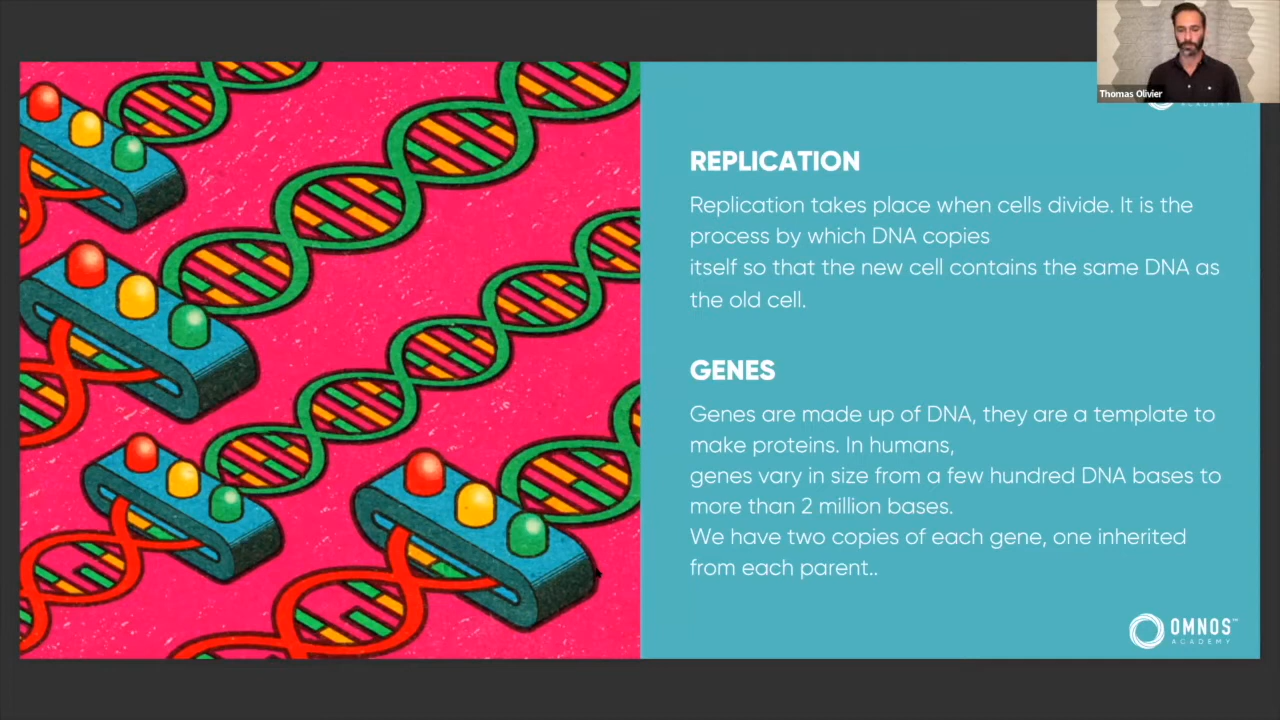 Thomas Olivier
REPLICATION
Replication takes place when cells divide. It is the
process by which DNA copies
itself so that the new cell contains the same DNA as
the old cell.
GENES
Genes are made up of DNA, they are a template to
make proteins. In humans,
genes vary in size from a few hundred DNA bases to
more than 2 million bases.
We have two copies of each gene, one inherited
from each parent..
OMNOS™
ACADEMY